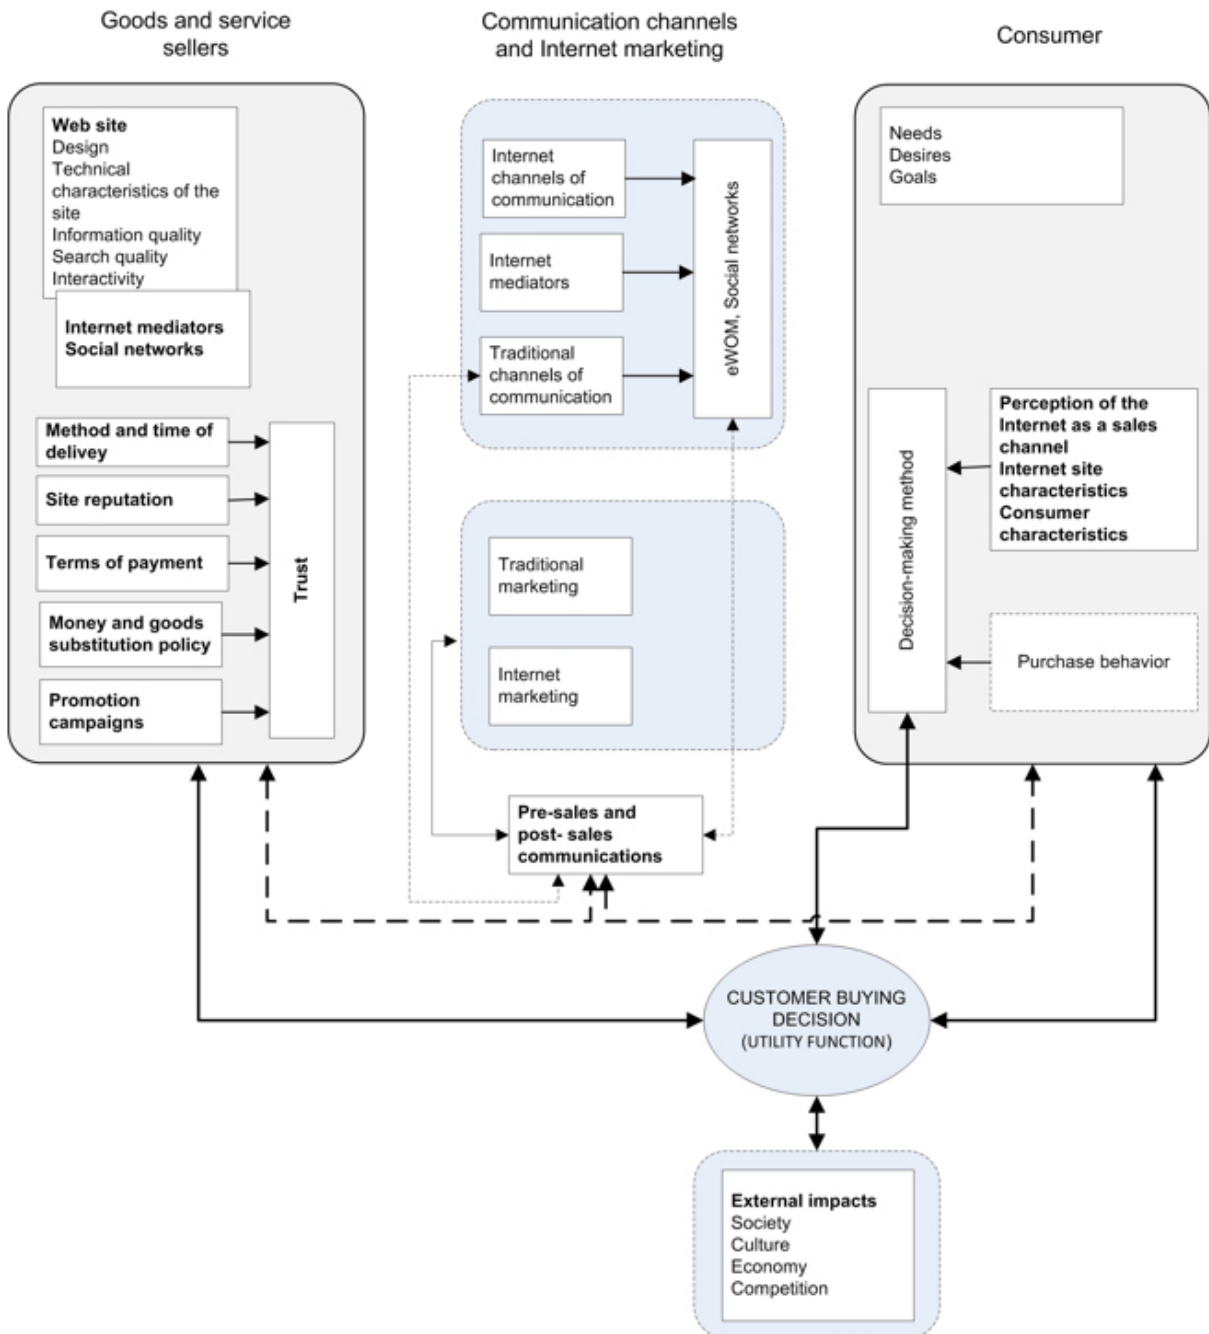 Goods and service
sellers
Communication channels
and Internet marketing
Consumer
Web site
Design
Technical
characteristics of the
site
Information quality
Search quality
Interactivity
Internet mediators
Social networks
Method and time of
delivey
Site reputation
Terms of payment
Money and goods
substitution policy
Promotion
campaigns
Trust
Internet
channels of
communication
Internet
mediators
Traditional
channels of
communication
eWOM, Social networks
Traditional
marketing
Internet
marketing
Pre-sales and
post- sales
communications
Needs
Desires
Goals
Decision-making method
Perception of the
Internet as a sales
channel
Internet site
characteristics
Consumer
characteristics
Purchase behavior
CUSTOMER BUYING
DECISION
(UTILITY FUNCTION)
External impacts
Society
Culture
Economy
Competition